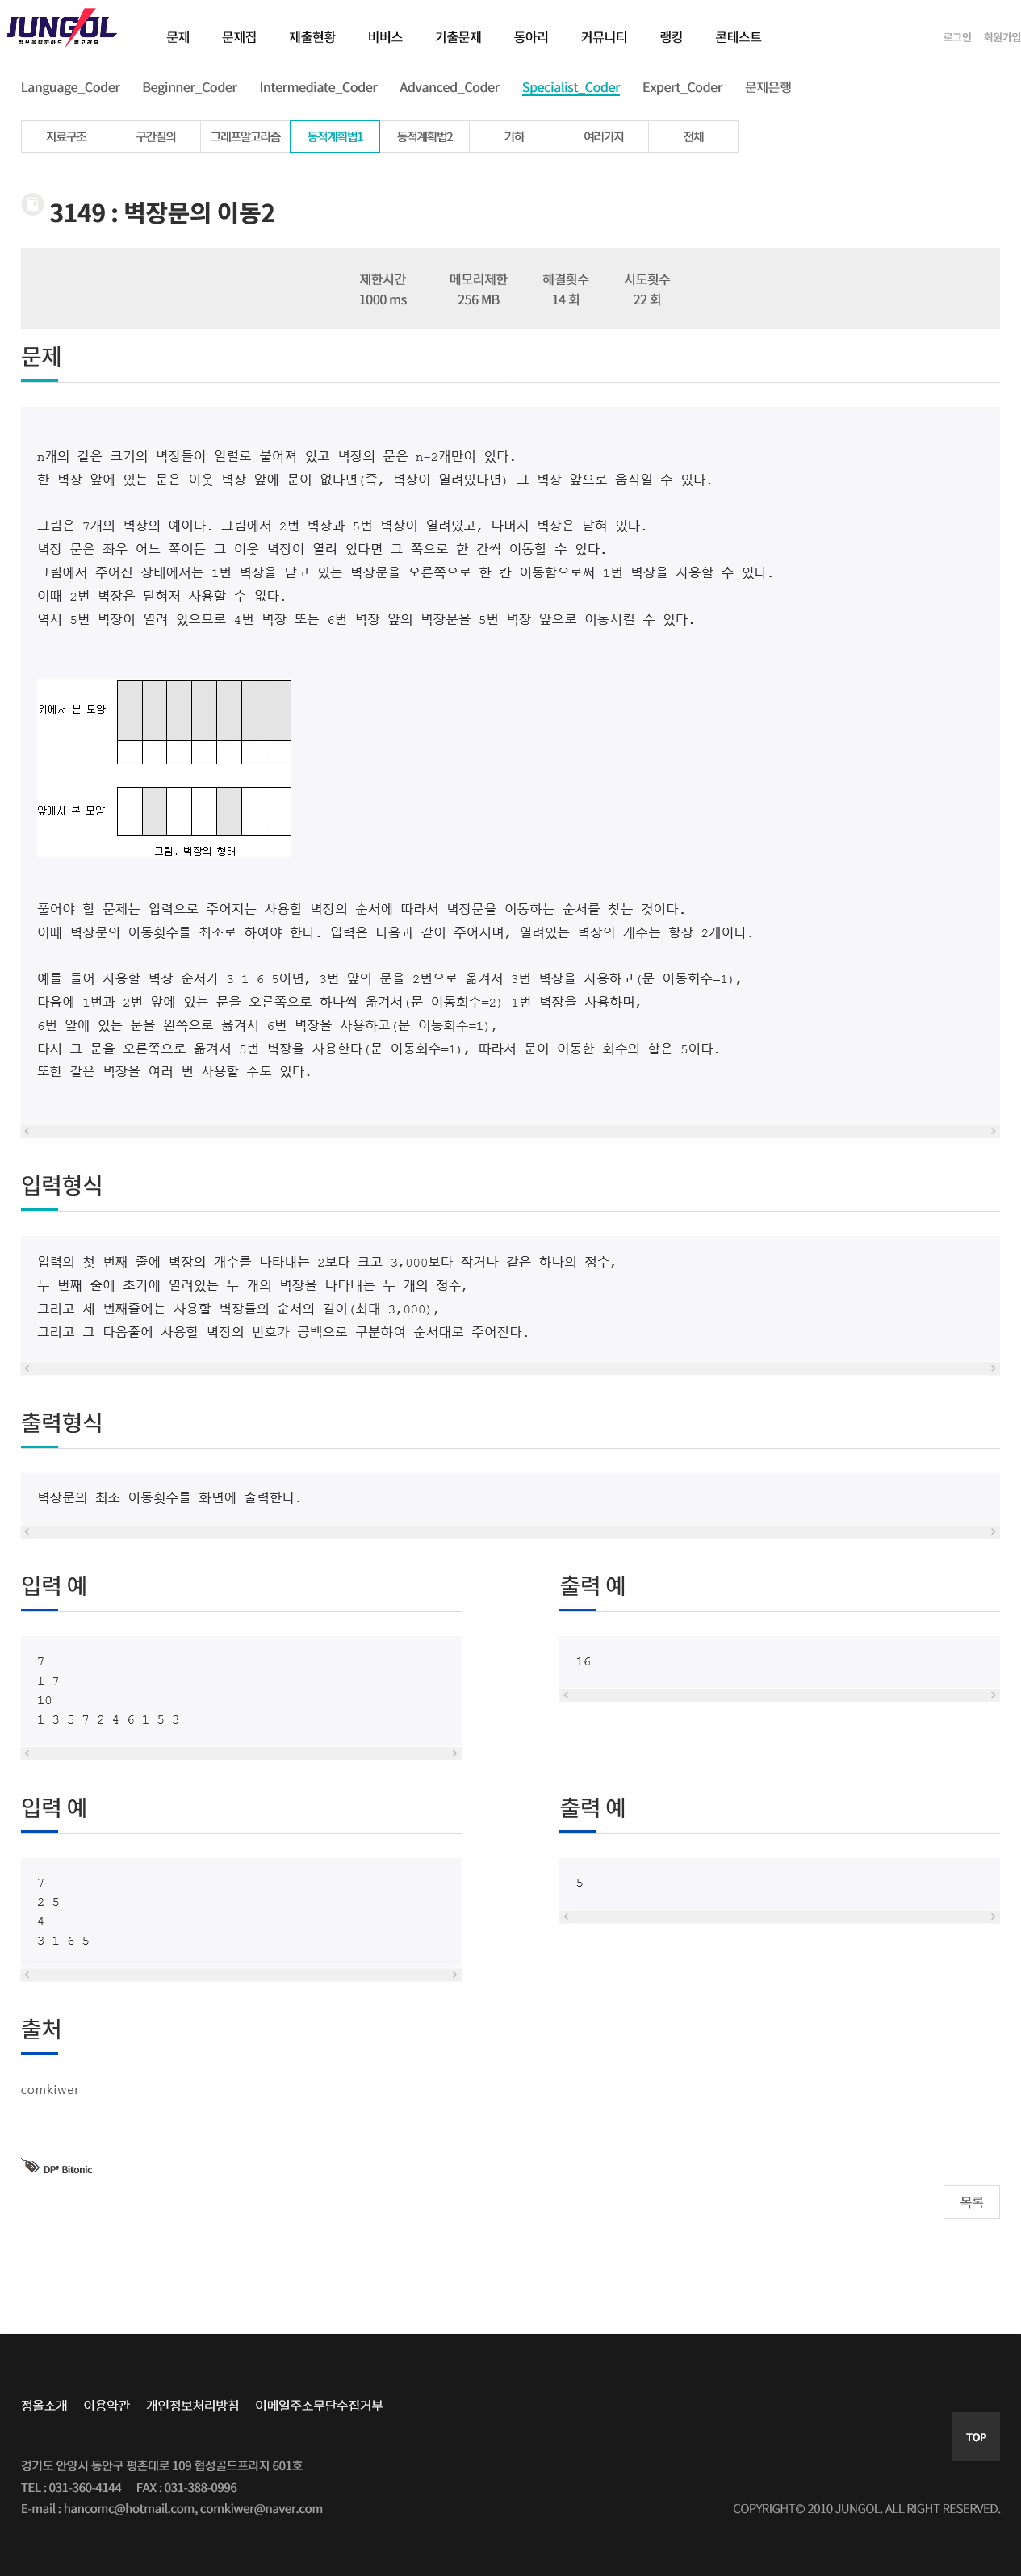 JUNGOL
정보올림피아드 알고리즘
문제 문제집 제출현황 비버스 기출문제 동아리 커뮤니티 랭킹 콘테스트 로그인 회원가입
Language_Coder Beginner_Coder Intermediate_Coder Advanced_Coder Specialist_Coder Expert_Coder 문제은행
자료구조 구간질의 그래프알고리즘 동적계획법1 동적계획법2 기하 여러가지 전체
3149 : 벽장문의 이동2
제한시간 메모리제한 해결횟수 시도횟수
1000 ms 256 MB 14 회 22 회
문제
n개의 같은 크기의 벽장들이 일렬로 붙어져 있고 벽장의 문은 n-2개만이 있다.
한 벽장 앞에 있는 문은 이웃 벽장 앞에 문이 없다면(즉, 벽장이 열려있다면) 그 벽장 앞으로 움직일 수 있다.
그림은 7개의 벽장의 예이다. 그림에서 2번 벽장과 5번 벽장이 열려있고, 나머지 벽장은 닫혀 있다.
벽장 문은 좌우 어느 쪽이든 그 이웃 벽장이 열려 있다면 그 쪽으로 한 칸씩 이동할 수 있다.
그림에서 주어진 상태에서는 1번 벽장을 닫고 있는 벽장문을 오른쪽으로 한 칸 이동함으로써 1번 벽장을 사용할 수 있다.
이때 2번 벽장은 닫혀져 사용할 수 없다.
역시 5번 벽장이 열려 있으므로 4번 벽장 또는 6번 벽장 앞의 벽장문을 5번 벽장 앞으로 이동시킬 수 있다.
위에서 본 모양
앞에서 본 모양
그림. 벽장의 형태
풀어야 할 문제는 입력으로 주어지는 사용할 벽장의 순서에 따라서 벽장문을 이동하는 순서를 찾는 것이다.
이때 벽장문의 이동횟수를 최소로 하여야 한다. 입력은 다음과 같이 주어지며, 열려있는 벽장의 개수는 항상 2개이다.
예를 들어 사용할 벽장 순서가 3 1 6 5이면, 3번 앞의 문을 2번으로 옮겨서 3번 벽장을 사용하고(문 이동회수=1),
다음에 1번과 2번 앞에 있는 문을 오른쪽으로 하나씩 옮겨서(문 이동회수=2) 1번 벽장을 사용하며,
6번 앞에 있는 문을 왼쪽으로 옮겨서 6번 벽장을 사용하고(문 이동회수=1),
다시 그 문을 오른쪽으로 옮겨서 5번 벽장을 사용한다(문 이동회수=1), 따라서 문이 이동한 회수의 합은 5이다.
또한 같은 벽장을 여러 번 사용할 수도 있다.
입력형식
입력의 첫 번째 줄에 벽장의 개수를 나타내는 2보다 크고 3,000보다 작거나 같은 하나의 정수,
두 번째 줄에 초기에 열려있는 두 개의 벽장을 나타내는 두 개의 정수,
그리고 세 번째줄에는 사용할 벽장들의 순서의 길이(최대 3,000),
그리고 그 다음줄에 사용할 벽장의 번호가 공백으로 구분하여 순서대로 주어진다.
출력형식
벽장문의 최소 이동횟수를 화면에 출력한다.
입력 예
7
1 7
10
1 3 5 7 2 4 6 1 5 3
출력 예
16
입력 예
7
2 5
4
3 1 6 5
출력 예
5
출처
comkiwer
DP' Bitonic
목록
정올소개 이용약관 개인정보처리방침 이메일주소무단수집거부
TOP
경기도 안양시 동안구 평촌대로 109 협성골드프라자 601호
TEL : 031-360-4144 FAX : 031-388-0996
E-mail : hancomc@hotmail.com, comkiwer@naver.com
COPYRIGHT© 2010 JUNGOL. ALL RIGHT RESERVED.